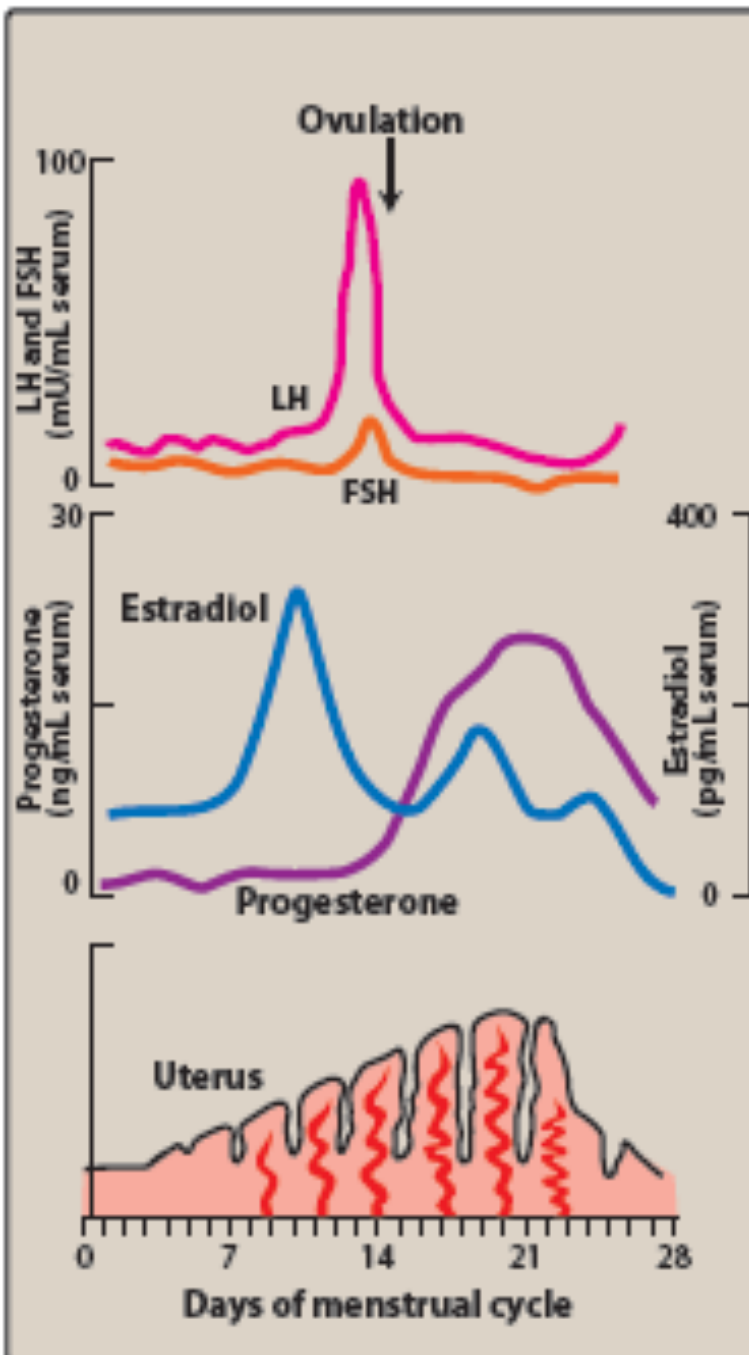 Ovulation
100
LH and FSH
(mU/mL serum)
LH
0
FSH
30
400
Estradiol
Progesterone
(ng/mL serum)
Estradiol
(pg/mL serum)
0
Progesterone
0
Uterus
0 7 14 21 28
Days of menstrual cycle